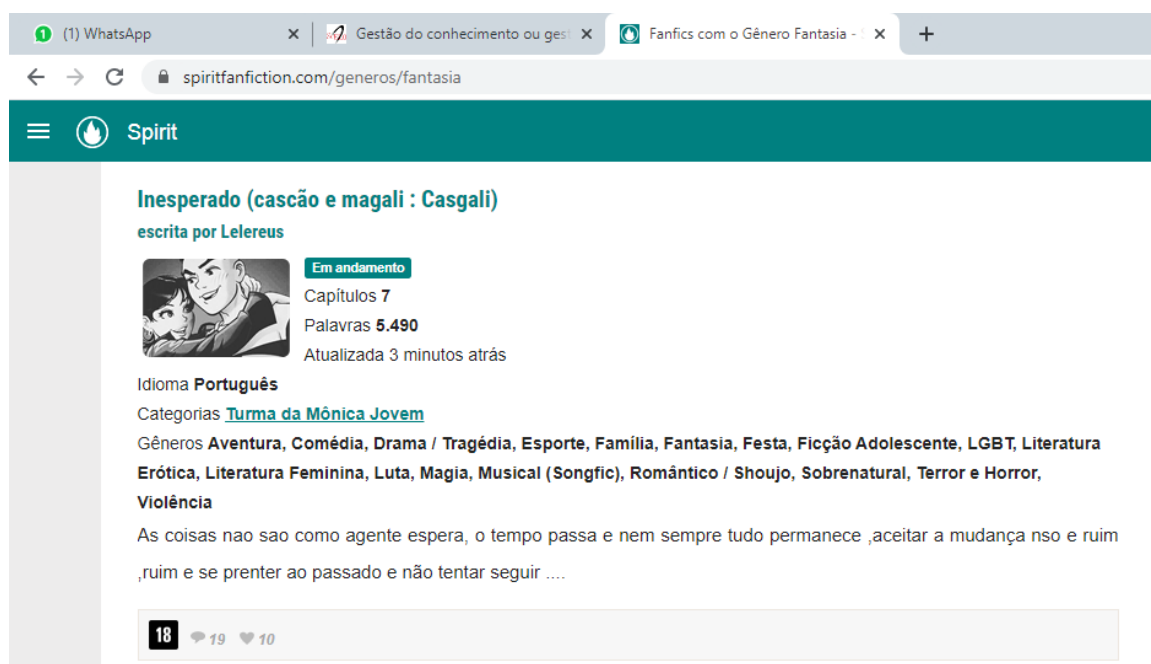 1 (1) WhatsApp Gestão do conhecimento ou gest Fanfics com o Gênero Fantasia -
spiritfanfiction.com/generos/fantasia
Spirit
Inesperado (cascão e magali : Casgali)
escrita por Lelereus
Em andamento
Capítulos 7
Palavras 5.490
Atualizada 3 minutos atrás
Idioma Português
Categorias Turma da Mônica Jovem
Gêneros Aventura, Comédia, Drama / Tragédia, Esporte, Família, Fantasia, Festa, Ficção Adolescente, LGBT, Literatura
Erótica, Literatura Feminina, Luta, Magia, Musical (Songfic), Romântico / Shoujo, Sobrenatural, Terror e Horror,
Violência
As coisas nao sao como agente espera, o tempo passa e nem sempre tudo permanece ,aceitar a mudança nso e ruim
,ruim e se prenter ao passado e não tentar seguir ....
18 19 10